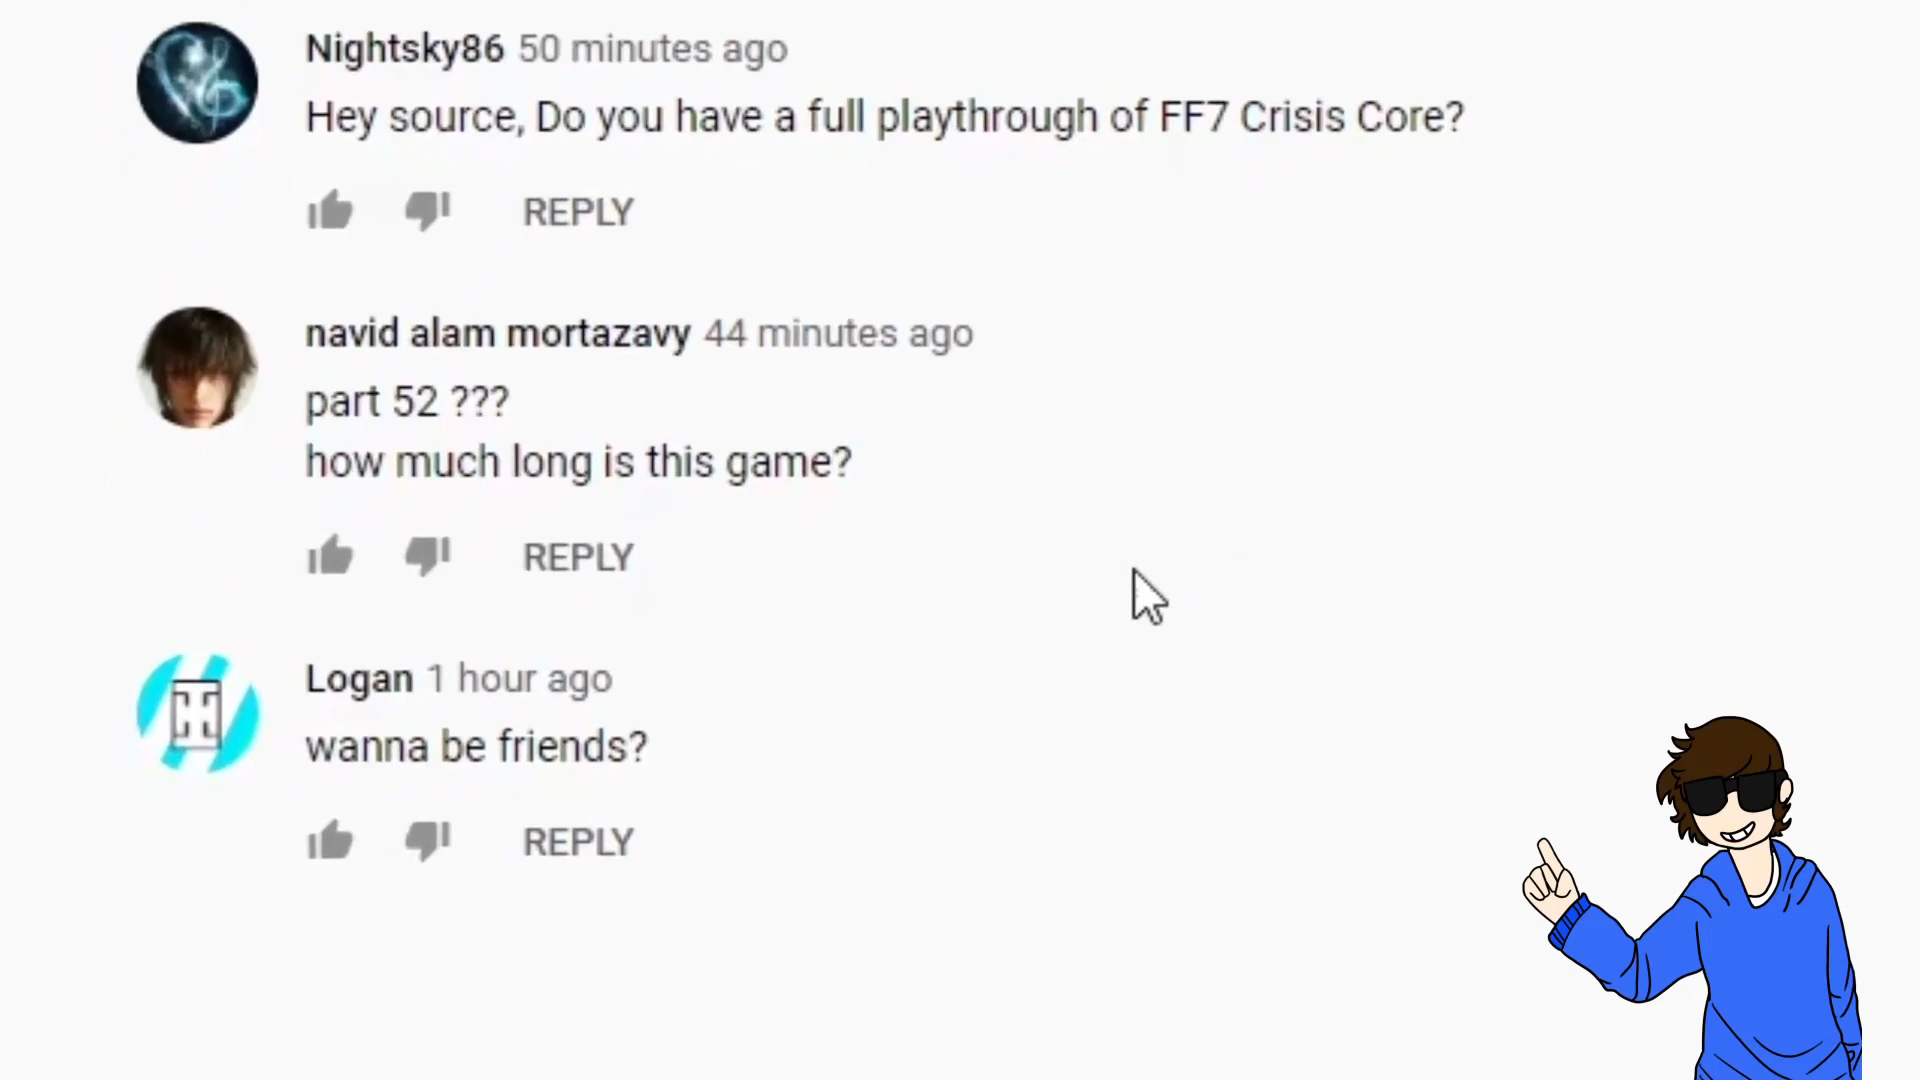 Nightsky86 50 minutes ago
Hey source, Do you have a full playthrough of FF7 Crisis Core?
REPLY
navid alam mortazavy 44 minutes ago
part 52 ???
how much long is this game?
REPLY
Logan 1 hour ago
wanna be friends?
REPLY